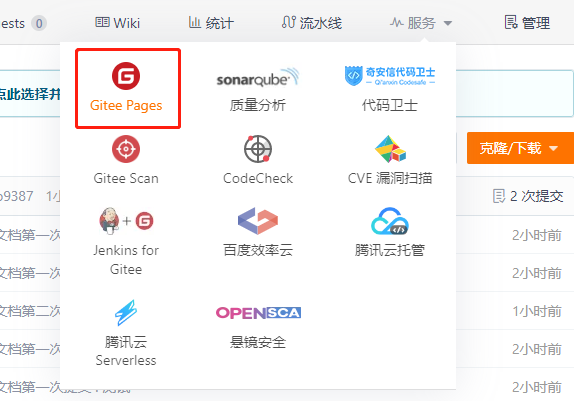 ests 0 Wiki 统计 流水线 服务 管理
点此选择并
Gitee Pages
sonarqube
质量分析
奇安信代码卫士
Qi'anxin Codesafe
代码卫士
克隆/下载
Gitee Scan
CodeCheck
CVE 漏洞扫描
9387 1小
2 次提交
文档第一次
2小时前
Jenkins for
Gitee
百度效率云
腾讯云托管
文档第一次
2小时前
文档第二次
1小时前
腾讯云
Serverless
OPENSCA
悬镜安全
文档第一次
2小时前
文档第一次提交
2小时前